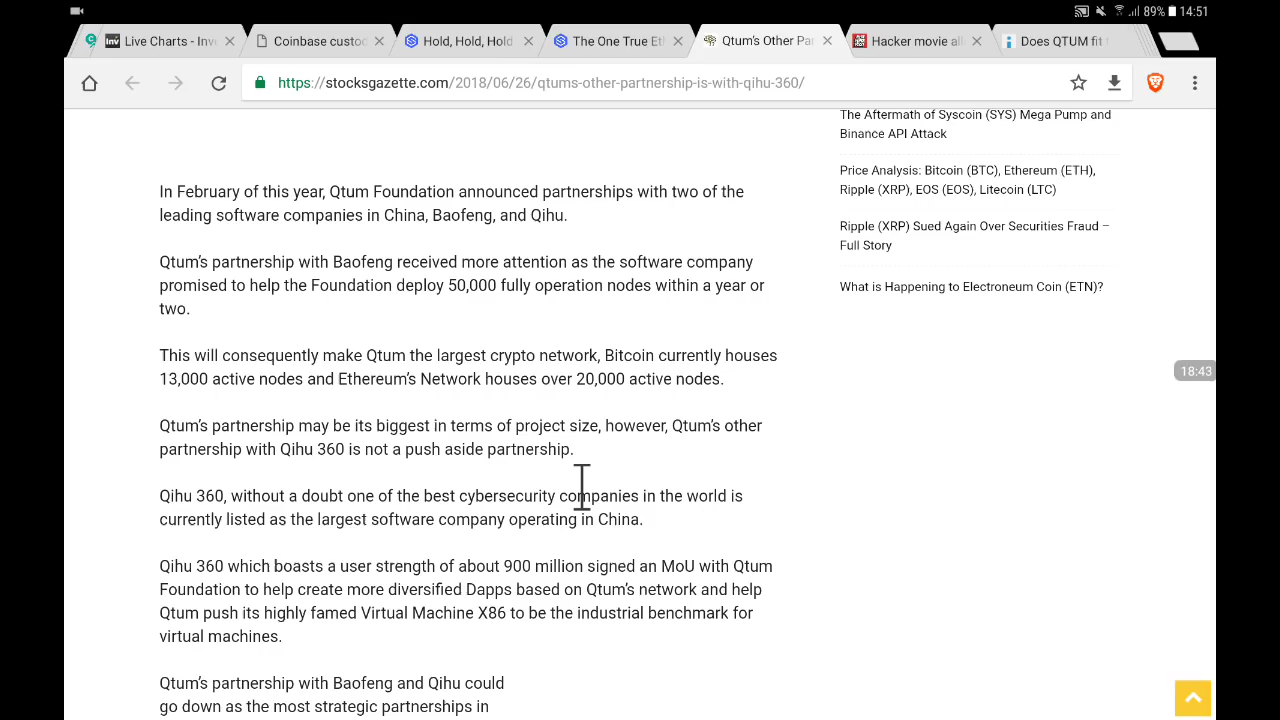 89% 14:51
Live Charts - Inv
Coinbase custo
Hold, Hold, Hold
The One True Et
Qtum's Other Par
Hacker movie all
Does QTUM fit
https://stocksgazette.com/2018/06/26/qtums-other-partnership-is-with-qihu-360/
The Aftermath of Syscoin (SYS) Mega Pump and
Binance API Attack
Price Analysis: Bitcoin (BTC), Ethereum (ETH),
Ripple (XRP), EOS (EOS), Litecoin (LTC)
Ripple (XRP) Sued Again Over Securities Fraud –
Full Story
What is Happening to Electroneum Coin (ETN)?
18:43
In February of this year, Qtum Foundation announced partnerships with two of the
leading software companies in China, Baofeng, and Qihu.
Qtum's partnership with Baofeng received more attention as the software company
promised to help the Foundation deploy 50,000 fully operation nodes within a year or
two.
This will consequently make Qtum the largest crypto network, Bitcoin currently houses
13,000 active nodes and Ethereum's Network houses over 20,000 active nodes.
Qtum's partnership may be its biggest in terms of project size, however, Qtum's other
partnership with Qihu 360 is not a push aside partnership.
Qihu 360, without a doubt one of the best cybersecurity companies in the world is
currently listed as the largest software company operating in China.
Qihu 360 which boasts a user strength of about 900 million signed an MoU with Qtum
Foundation to help create more diversified Dapps based on Qtum's network and help
Qtum push its highly famed Virtual Machine X86 to be the industrial benchmark for
virtual machines.
Qtum's partnership with Baofeng and Qihu could
go down as the most strategic partnerships in